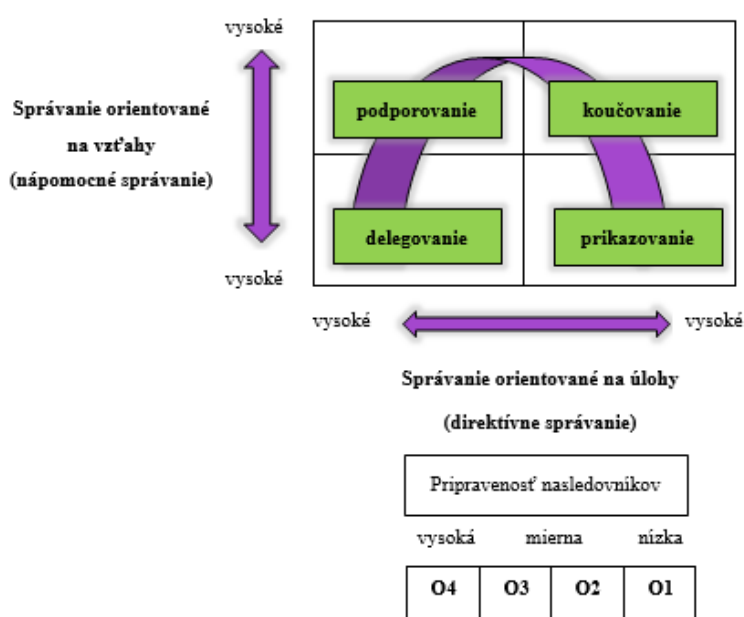 vysoké
Správanie orientované
na vzťahy
(nápomocné správanie)
podporovanie
koučovanie
delegovanie
prikazovanie
vysoké
vysoké
vysoké
Správanie orientované na úlohy
(direktívne správanie)
Pripravenosť nasledovníkov
vysoká mierna nízka
O4 O3 O2 O1